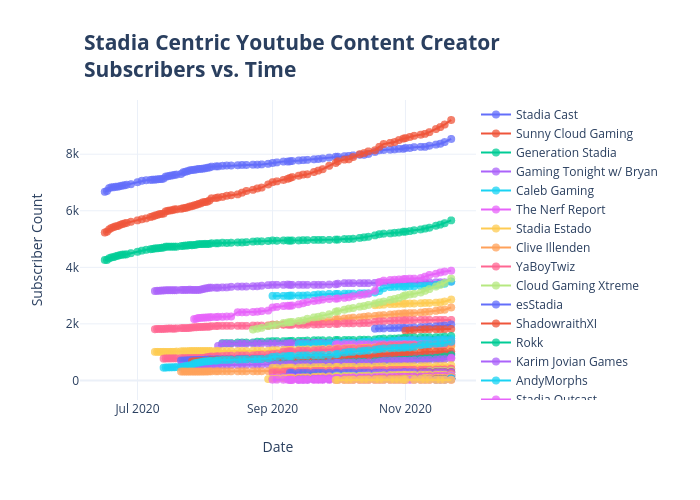 Stadia Centric Youtube Content Creator
Subscribers vs. Time
Subscriber Count
8k
6k
4k
2k
0
Jul 2020
Sep 2020
Nov 2020
Date
Stadia Cast
Sunny Cloud Gaming
Generation Stadia
Gaming Tonight w/ Bryan
Caleb Gaming
The Nerf Report
Stadia Estado
Clive Illenden
YaBoyTwiz
Cloud Gaming Xtreme
esStadia
ShadowraithXI
Rokk
Karim Jovian Games
AndyMorphs
Stadia Outcast